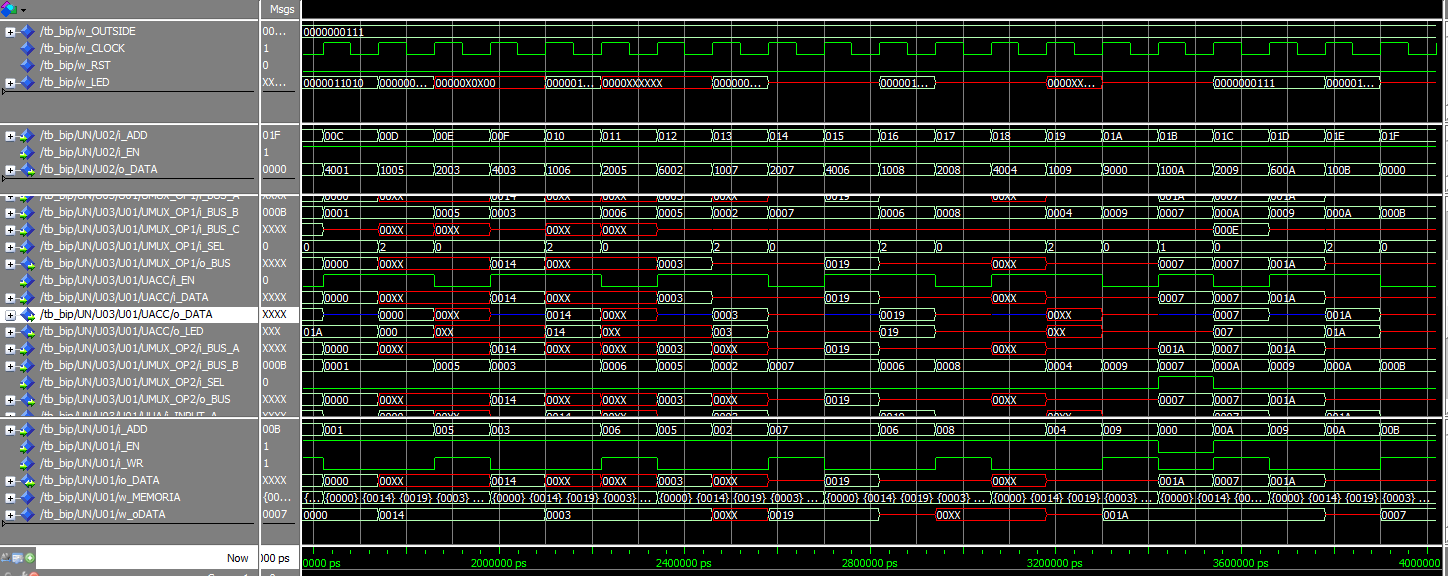 Msgs
/tb_bip/w_OUTSIDE 00... 0000000111
/tb_bip/w_CLOCK 1
/tb_bip/w_RST 0
/tb_bip/w_LED XX... 0000011010 000000... 00000X0X00 000001... 0000XXXXXX 000000... 000001... 0000XX... 0000000111 000001...
/tb_bip/UN/U02/i_ADD 01F 00C 00D 00E 00F 010 011 012 013 014 015 016 017 018 019 01A 01B 01C 01D 01E 01F
/tb_bip/UN/U02/i_EN 1
/tb_bip/UN/U02/o_DATA 0000 4001 1005 2003 4003 1006 2005 6002 1007 2007 4006 1008 2008 4004 1009 9000 100A 2009 600A 100B 0000
/tb_bip/UN/U03/U01/UMUX_OP1/i_BUS_B 000B 0001 0005 0003 0006 0005 0002 0007 0006 0008 0004 0009 0007 000A 0009 000A 000B
/tb_bip/UN/U03/U01/UMUX_OP1/i_BUS_C XXXX 00XX 00XX 00XX 00XX 000E
/tb_bip/UN/U03/U01/UMUX_OP1/i_SEL 0 0 2 0 2 0 2 0 2 0 2 0 1 0 2 0
/tb_bip/UN/U03/U01/UMUX_OP1/o_BUS XXXX 0000 00XX 0014 00XX 0003 0019 00XX 0007 0007 001A
/tb_bip/UN/U03/U01/UACC/i_EN 0
/tb_bip/UN/U03/U01/UACC/i_DATA XXXX 0000 00XX 0014 00XX 0003 0019 00XX 0007 0007 001A
/tb_bip/UN/U03/U01/UACC/o_DATA XXXX 0000 00XX 0014 00XX 0003 0019 00XX 0007 001A
/tb_bip/UN/U03/U01/UACC/o_LED XXX 01A 000 0XX 014 0XX 003 019 0XX 007 01A
/tb_bip/UN/U03/U01/UMUX_OP2/i_BUS_A XXXX 0000 00XX 0014 00XX 00XX 0003 00XX 0019 00XX 001A 0007 001A
/tb_bip/UN/U03/U01/UMUX_OP2/i_BUS_B 000B 0001 0005 0003 0006 0005 0002 0007 0006 0008 0004 0009 0007 000A 0009 000A 000B
/tb_bip/UN/U03/U01/UMUX_OP2/i_SEL 0
/tb_bip/UN/U03/U01/UMUX_OP2/o_BUS XXXX 0000 00XX 0014 00XX 00XX 0003 00XX 0019 00XX 0007 0007 001A
/tb_bip/UN/U01/i_ADD 00B 001 005 003 006 005 002 007 006 008 004 009 000 00A 009 00A 00B
/tb_bip/UN/U01/i_EN 1
/tb_bip/UN/U01/i_WR 1
/tb_bip/UN/U01/io_DATA XXXX 0000 00XX 0014 00XX 00XX 0003 00XX 0019 00XX 001A 0007 001A
/tb_bip/UN/U01/w_MEMORIA {00... {... {0000} {0014} {0019} {0003} ... {0000} {0014} {0019} {0003} ... {0000} {0014} {0019} {0003} ... {0000} {0014} {0019} {0003} ... {0000} {0014} {0019} {0003} ... {0000} {0014} {00... {0000} {0014} {0019} {0003} ...
/tb_bip/UN/U01/w_oDATA 0007 0000 0014 0003 00XX 0019 00XX 001A 0007
Now 000 ps 0000 ps 2000000 ps 2400000 ps 2800000 ps 3200000 ps 3600000 ps 4000000